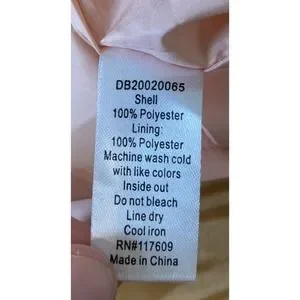 DB20020065
Shell
100% Polyester
Lining:
100% Polyester
Machine wash cold
with like colors
Inside out
Do not bleach
Line dry
Cool iron
RN#117609
Made in China